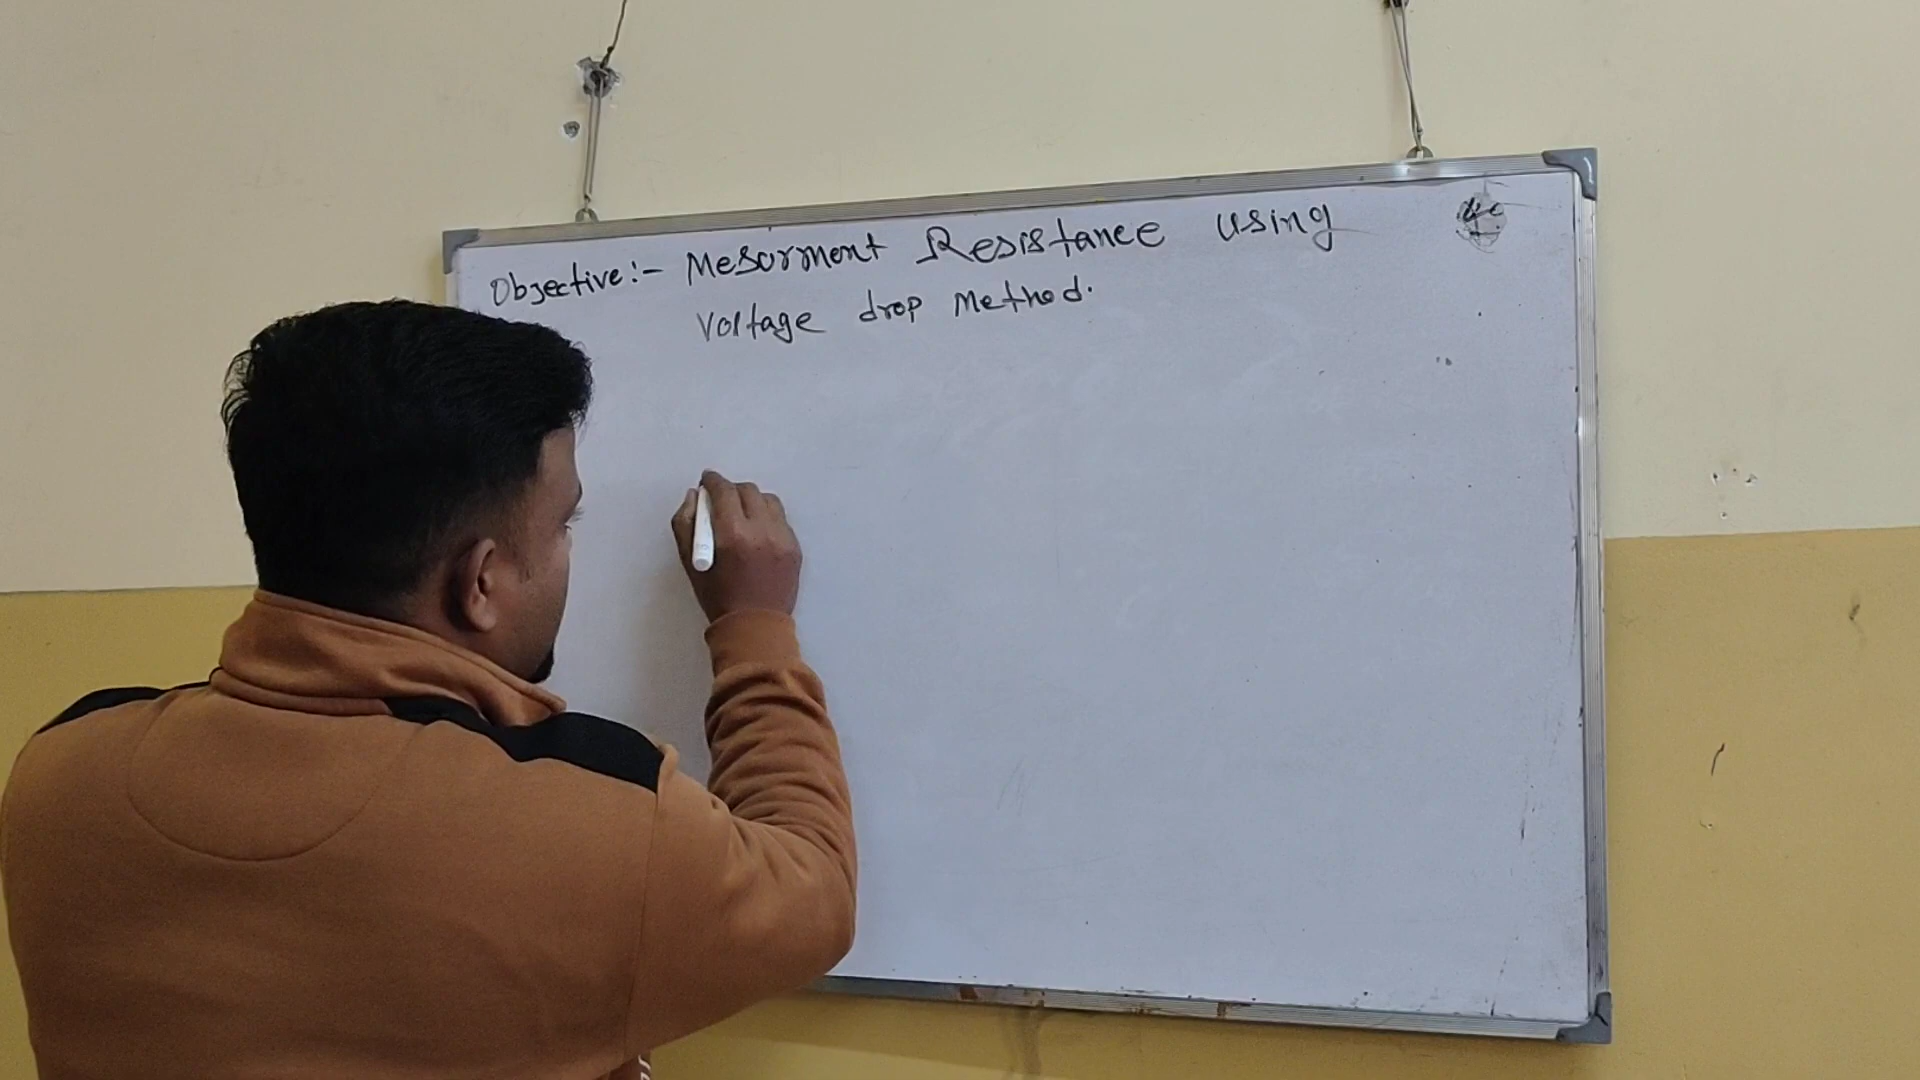 Objective:- Mesorment Resistance using
Voltage drop Method.